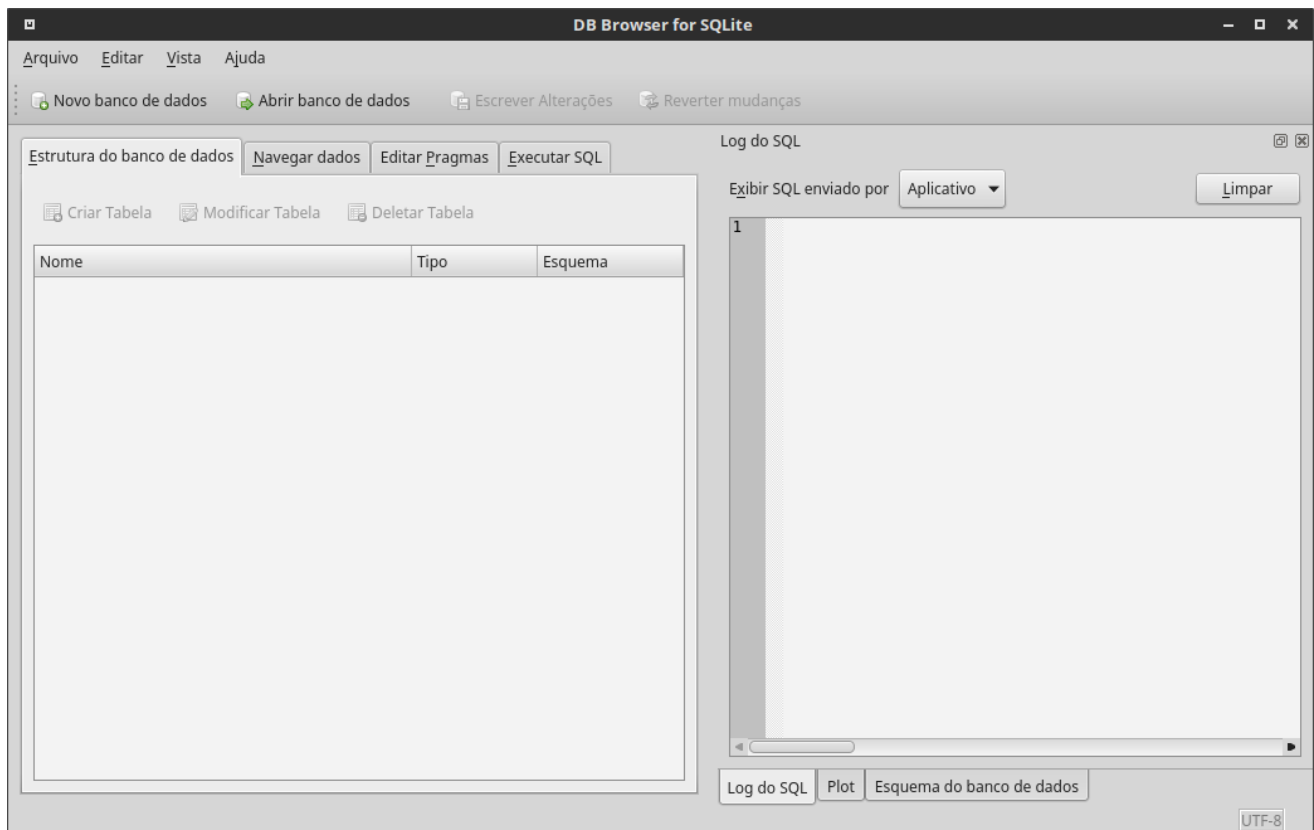 DB Browser for SQLite
Arquivo Editar Vista Ajuda
Novo banco de dados Abrir banco de dados Escrever Alterações Reverter mudanças
Estrutura do banco de dados Navegar dados Editar Pragmas Executar SQL
Criar Tabela Modificar Tabela Deletar Tabela
Nome Tipo Esquema
Log do SQL
Exibir SQL enviado por Aplicativo Limpar
1
Log do SQL Plot Esquema do banco de dados
UTF-8